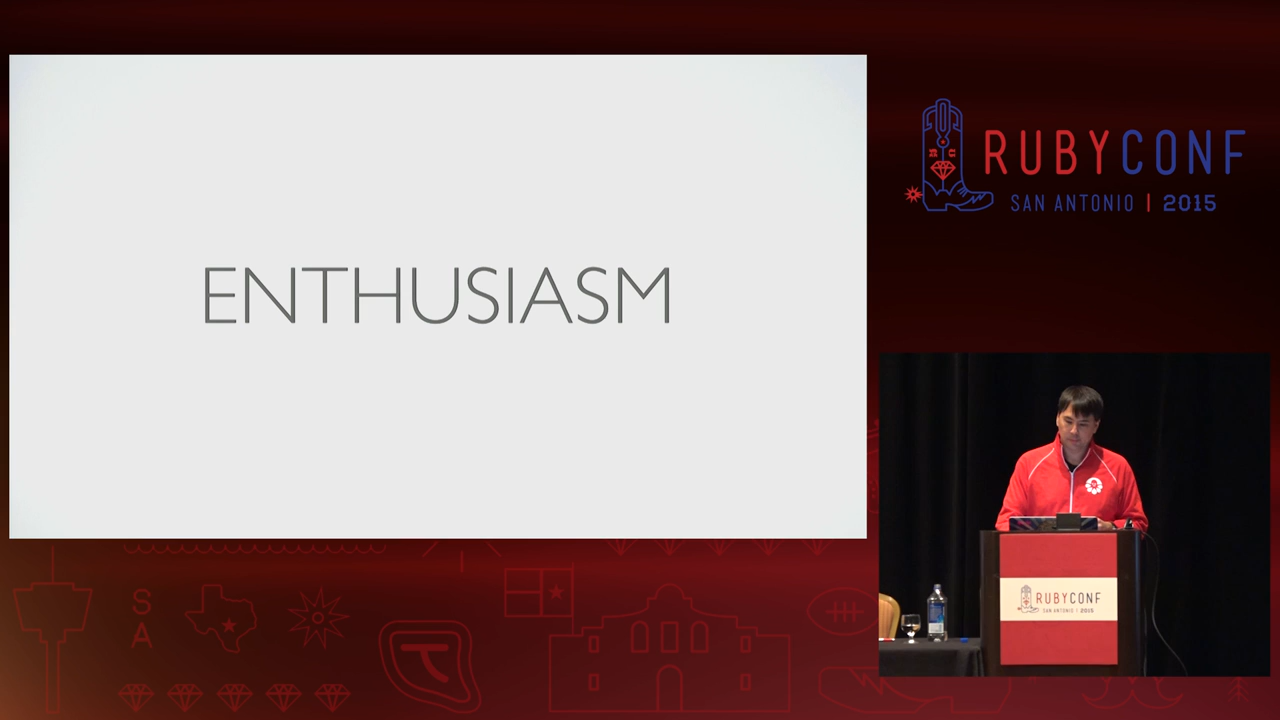 ENTHUSIASM
RUBYCONF
SAN ANTONIO | 2015
RUBYCONF
SAN ANTONIO | 2015
S
A